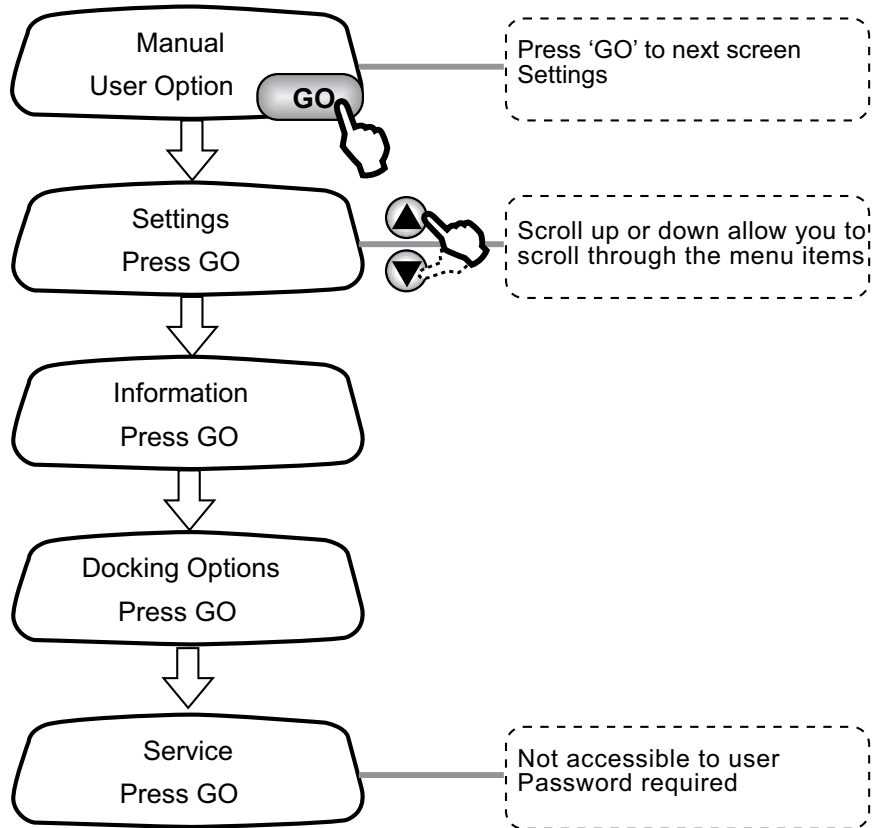 Manual
User Option
GO
Press ‘GO’ to next screen
Settings
Settings
Press GO
Scroll up or down allow you to
scroll through the menu items
Information
Press GO
Docking Options
Press GO
Service
Press GO
Not accessible to user
Password required